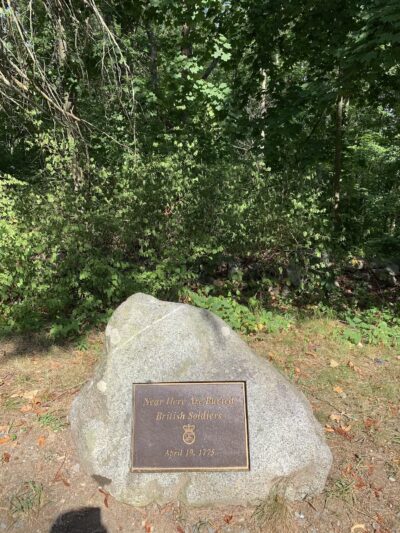 Near Here Are Buried
British Soldiers
April 19, 1775